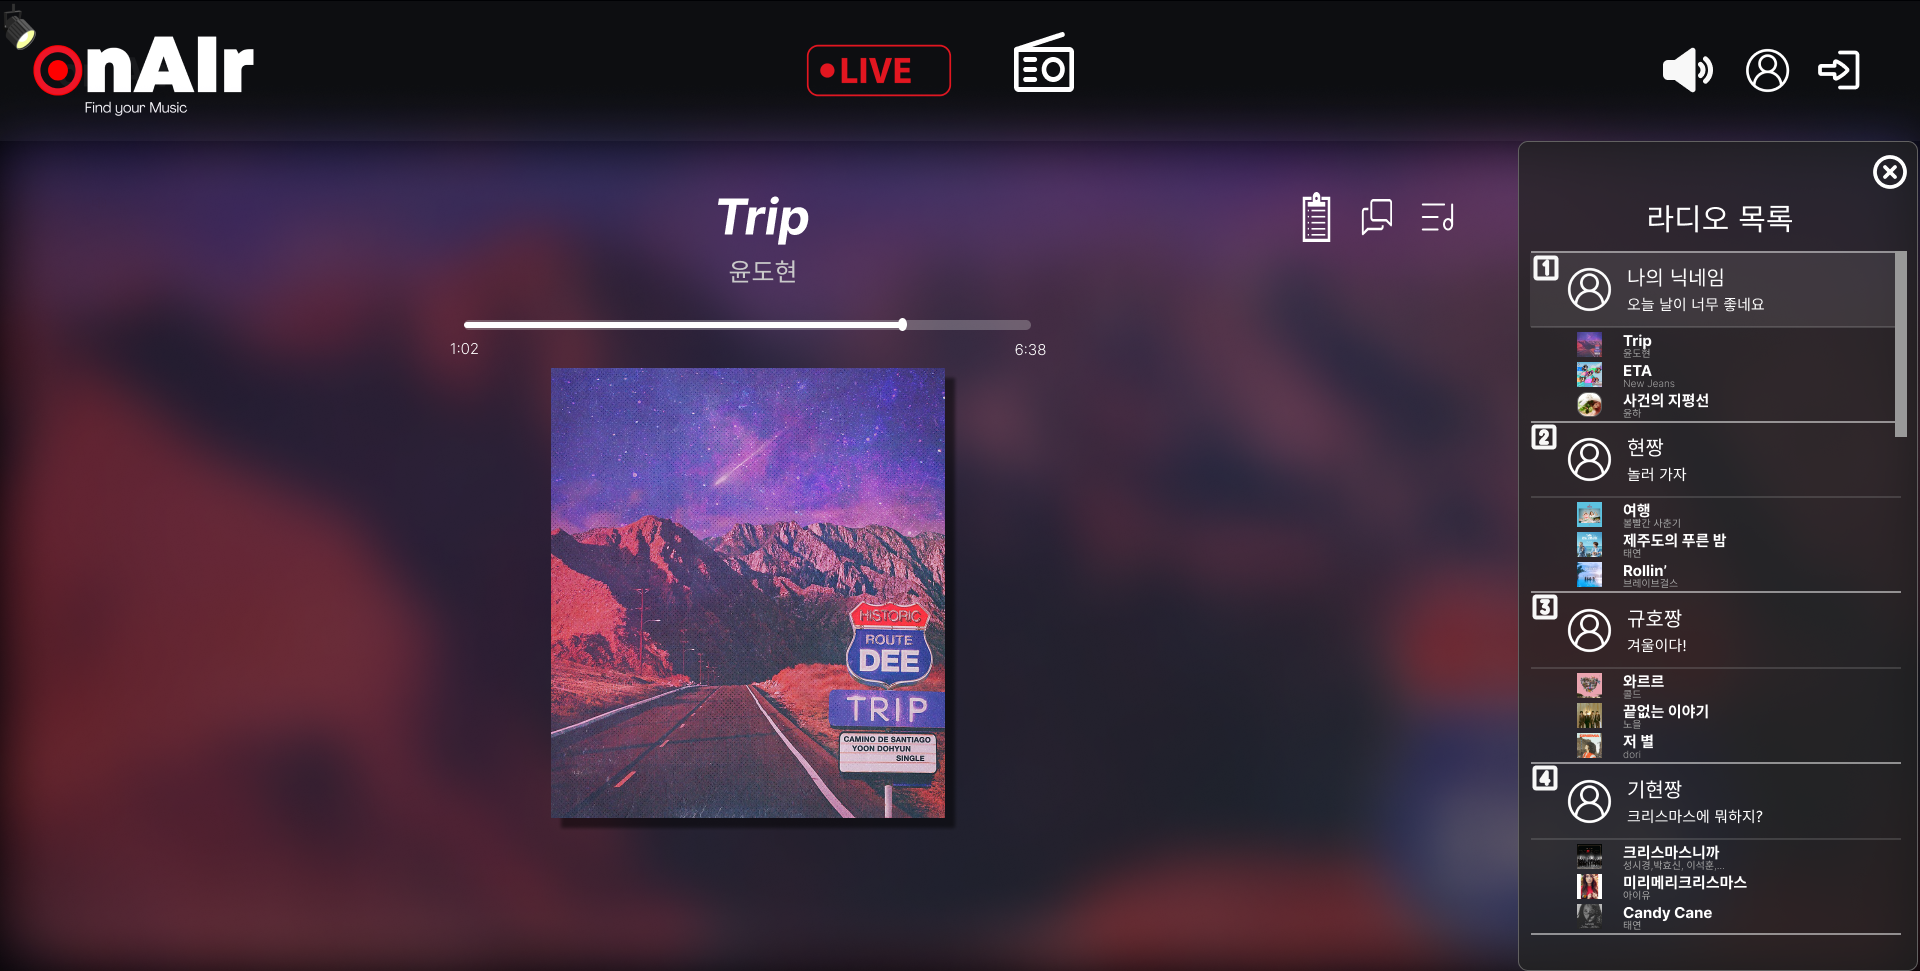 onAIr
Find your Music
LIVE
Trip
윤도현
1:02
6:38
HISTORIC
ROUTE
DEE
TRIP
CAMINO DE SANTIAGO
YOON DOHYUN
SINGLE
라디오 목록
1
나의 닉네임
오늘 날이 너무 좋네요
Trip
윤도현
ETA
New Jeans
사건의 지평선
윤하
2
현짱
놀러 가자
여행
볼빨간 사춘기
제주도의 푸른 밤
태연
Rollin’
브레이브걸스
3
규호짱
겨울이다!
와르르
콜드
끝없는 이야기
노을
저 별
dori
4
기현짱
크리스마스에 뭐하지?
크리스마스니까
성시경,박효신, 이석훈,...
미리메리크리스마스
아이유
Candy Cane
태연